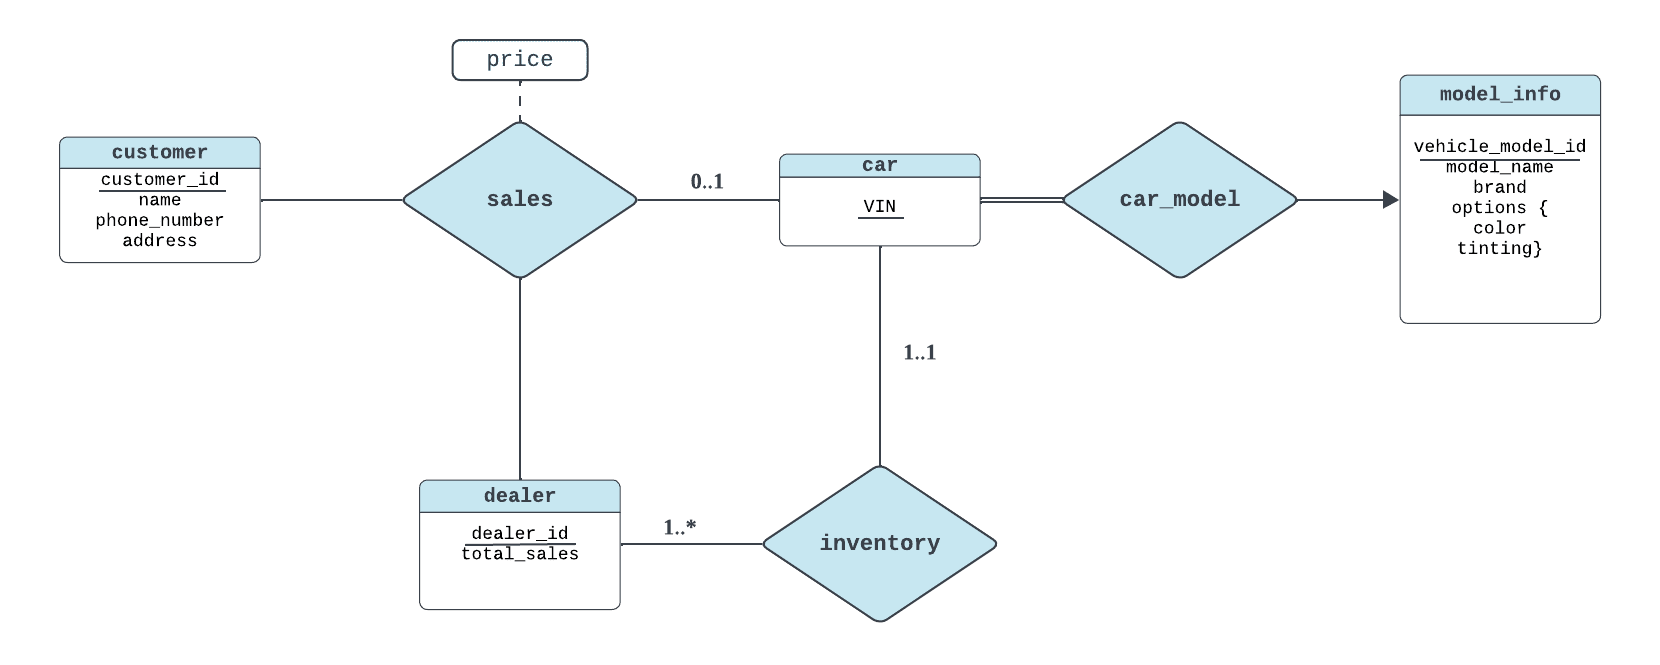 price
customer
customer_id
name
phone_number
address
sales
0..1
car
VIN
car_model
model_info
vehicle_model_id
model_name
brand
options {
color
tinting}
1..1
dealer
dealer_id
total_sales
1..*
inventory